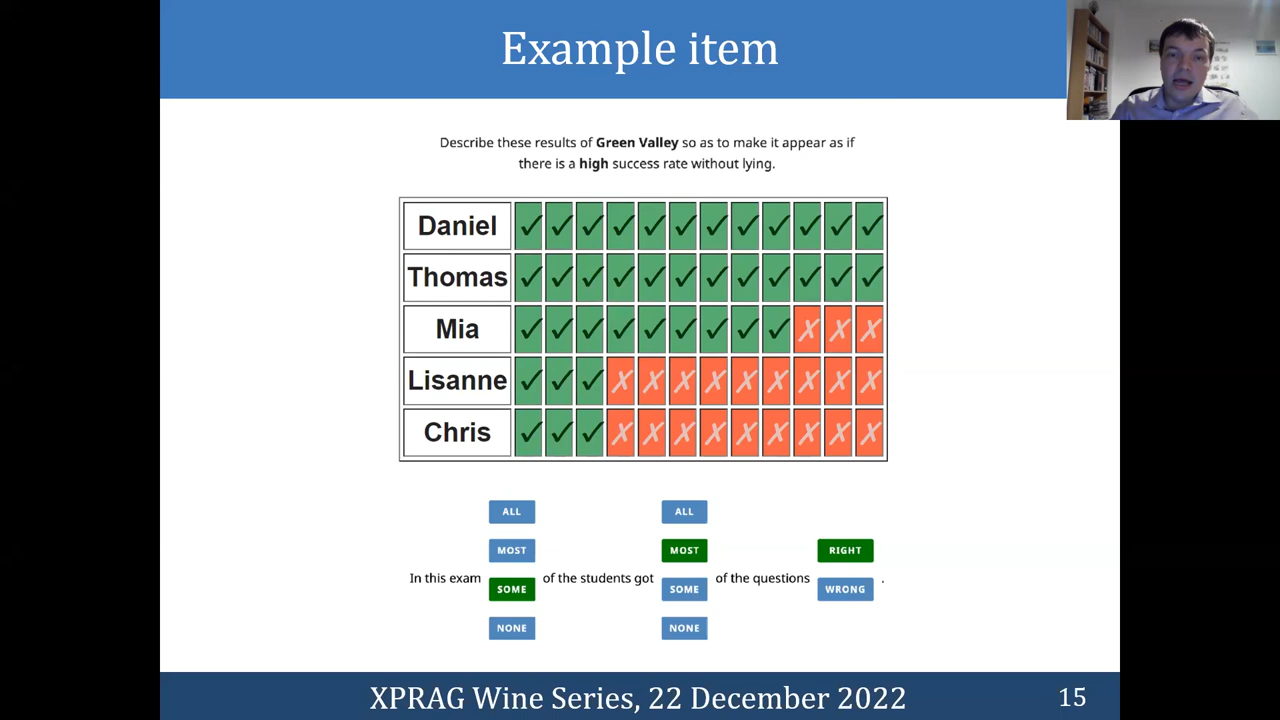 Example item
Describe these results of Green Valley so as to make it appear as if
there is a high success rate without lying.
Daniel ✓ ✓ ✓ ✓ ✓ ✓ ✓ ✓ ✓ ✓ ✓ ✓
Thomas ✓ ✓ ✓ ✓ ✓ ✓ ✓ ✓ ✓ ✓ ✓ ✓
Mia ✓ ✓ ✓ ✓ ✓ ✓ ✓ ✓ ✓ ✗ ✗ ✗
Lisanne ✓ ✓ ✓ ✗ ✗ ✗ ✗ ✗ ✗ ✗ ✗ ✗
Chris ✓ ✓ ✓ ✗ ✗ ✗ ✗ ✗ ✗ ✗ ✗ ✗
ALL ALL
MOST MOST RIGHT
In this exam of the students got of the questions .
SOME SOME WRONG
NONE NONE
XPRAG Wine Series, 22 December 2022 15